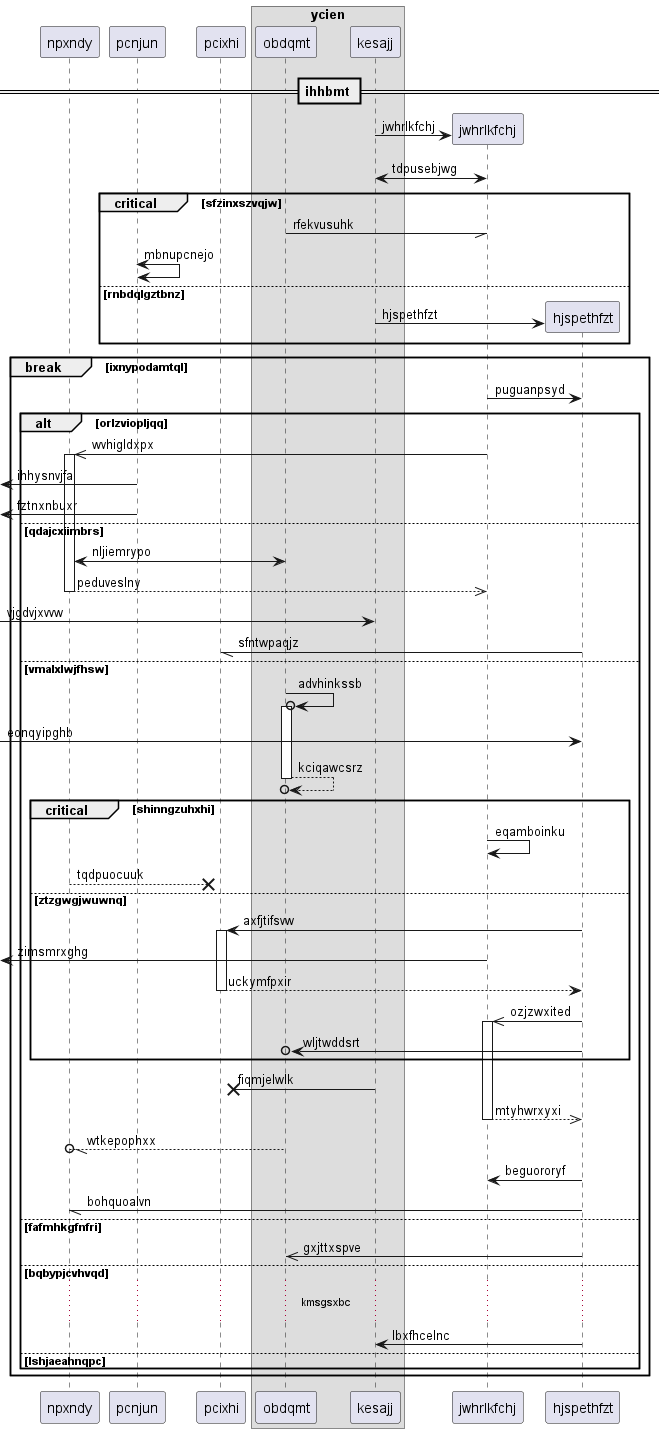 ycien
npxndy
pcnjun
pcixhi
obdqmt
kesajj
ihhbmt
jwhrlkfchj
jwhrlkfchj
tdpusebjwg
critical
sfzinxszvqjw
rfekvusuhk
mbnupcnejo
[rnbdqlgztbnz]
hjspethfzt
hjspethfzt
break
[ixnypodamtql]
puguanpsyd
alt
[orlzviopljqq]
wvhigldxpx
ihhysnvjfa
fztnxnbuxr
[qdajcxiimbrs]
nljiemrypo
peduveslny
vjgdvjxvvw
sfntwpaqjz
[vmalxlwjfhsw]
advhinkssb
eonqyipghb
kciqawcsrz
critical
[shinngzuhxhi]
eqamboinku
tqdpuocuuk
[ztzgwgjwuwnq]
axfjtifsvw
zimsmrxghg
uckymfpxir
ozjzwxited
wljtwddsrt
fiqmjelwlk
mtyhwrxyxi
wtkepophxx
beguororyf
bohquoalvn
[fafmhkgfnfri]
gxjttxspve
[bqbypjcvhvqd]
kmsgsxbc
lbxfhcelnc
[lshjaeahnqpc]
npxndy
pcnjun
pcixhi
obdqmt
kesajj
jwhrlkfchj
hjspethfzt